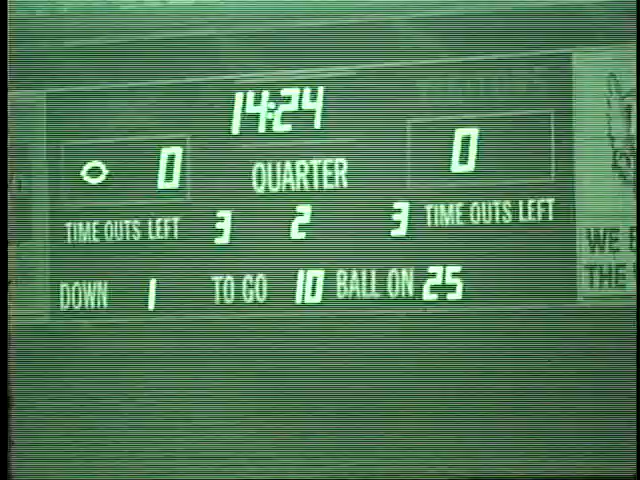 14:24
0 QUARTER 0
TIME OUTS LEFT 3 2 3 TIME OUTS LEFT
DOWN 1 TO GO 10 BALL ON 25
WE
THE